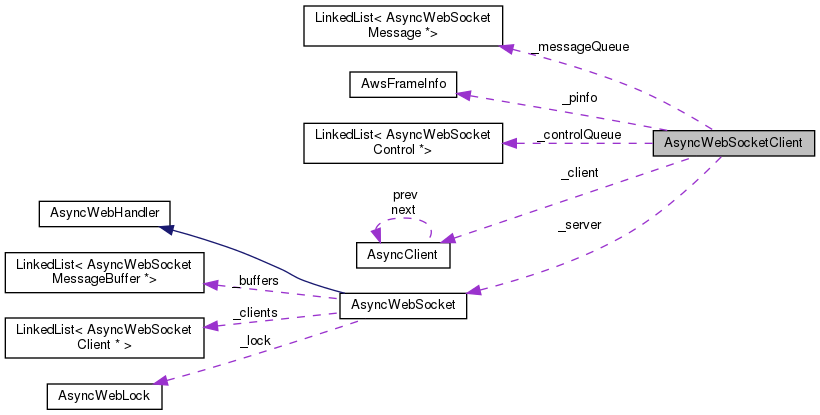 LinkedList< AsyncWebSocket
Message *>
_messageQueue
AwsFrameInfo
_pinfo
LinkedList< AsyncWebSocket
Control *>
_controlQueue
AsyncWebSocketClient
_client
prev
next
AsyncClient
_server
AsyncWebHandler
LinkedList< AsyncWebSocket
MessageBuffer *>
_buffers
AsyncWebSocket
LinkedList< AsyncWebSocket
Client * >
_clients
_lock
AsyncWebLock